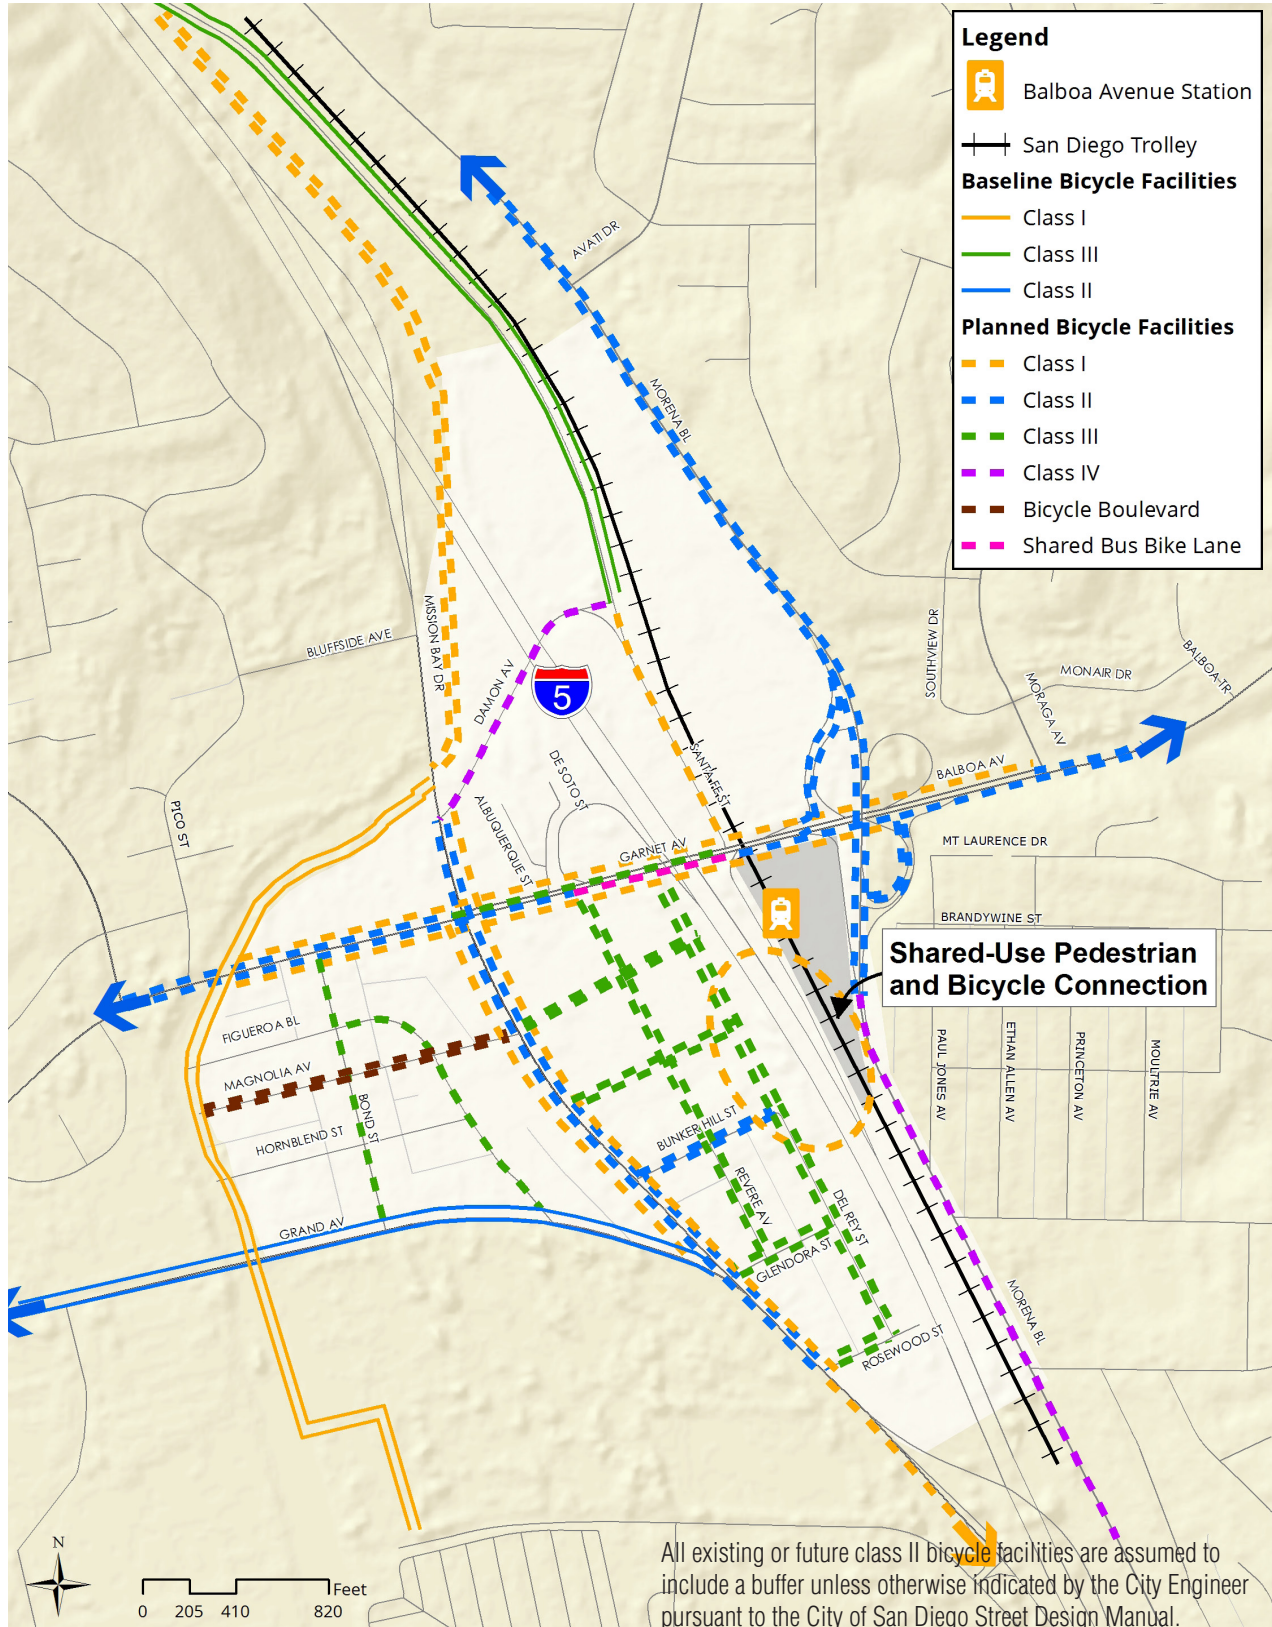 Legend
Balboa Avenue Station
San Diego Trolley
Baseline Bicycle Facilities
Class I
Class III
Class II
Planned Bicycle Facilities
Class I
Class II
Class III
Class IV
Bicycle Boulevard
Shared Bus Bike Lane
AVATI DR
MORENA BL
MISSION BAY DR
BLUFFSIDE AVE
DAMON AV
5
SOUTHVIEW DR
MONAIR DR
BALBOA TR
MORAGA AV
BALBOA AV
SANTA FE ST
DE SOTO ST
ALBUQUERQUE ST
PICO ST
GARNET AV
MT LAURENCE DR
BRANDYWINE ST
Shared-Use Pedestrian
and Bicycle Connection
FIGUEROA BL
MAGNOLIA AV
HORNBLEND ST
BOND ST
GRAND AV
BUNKER HILL ST
REVERE AV
DEL REY ST
GLENDORA ST
ROSEWOOD ST
PAUL JONES AV
ETHAN ALLEN AV
PRINCETON AV
MOULTRIE AV
MORENA BL
N
0 205 410 820 Feet
All existing or future class II bicycle facilities are assumed to
include a buffer unless otherwise indicated by the City Engineer
pursuant to the City of San Diego Street Design Manual.